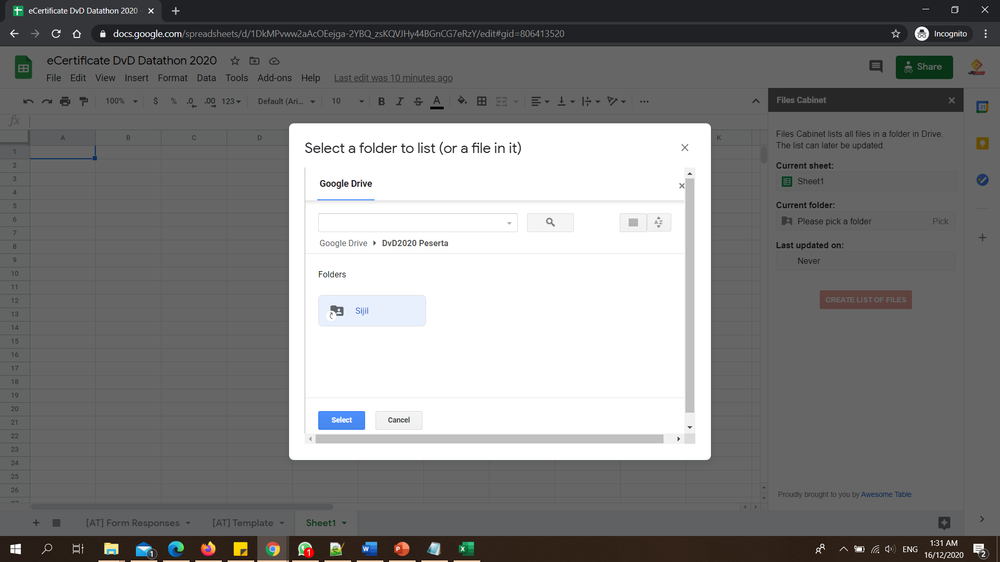 eCertificate DvD Datathon 2020 -
docs.google.com/spreadsheets/d/1DkMPvww2aAcOEejga-2YBQ_zsKQVJHy44BGnCG7eRzY/edit#gid=806413520
Incognito
eCertificate DvD Datathon 2020
File Edit View Insert Format Data Tools Add-ons Help Last edit was 10 minutes ago
Share
100% $ % .0 .00 123 Default (Ari... 10 B I S A
fx
A B C D K
1
2
3
4
5
6
7
8
9
10
11
12
13
14
15
16
17
18
19
20
21
22
23
24
25
26
27
Select a folder to list (or a file in it)
Google Drive
AZ
Google Drive DvD2020 Peserta
Folders
Sijil
Select Cancel
Files Cabinet
Files Cabinet lists all files in a folder in Drive.
The list can later be updated.
Current sheet:
Sheet1
Current folder:
Please pick a folder Pick
Last updated on:
Never
CREATE LIST OF FILES
Proudly brought to you by Awesome Table
31
[AT] Form Responses [AT] Template Sheet1
1
1
ENG
1:31 AM
16/12/2020
2